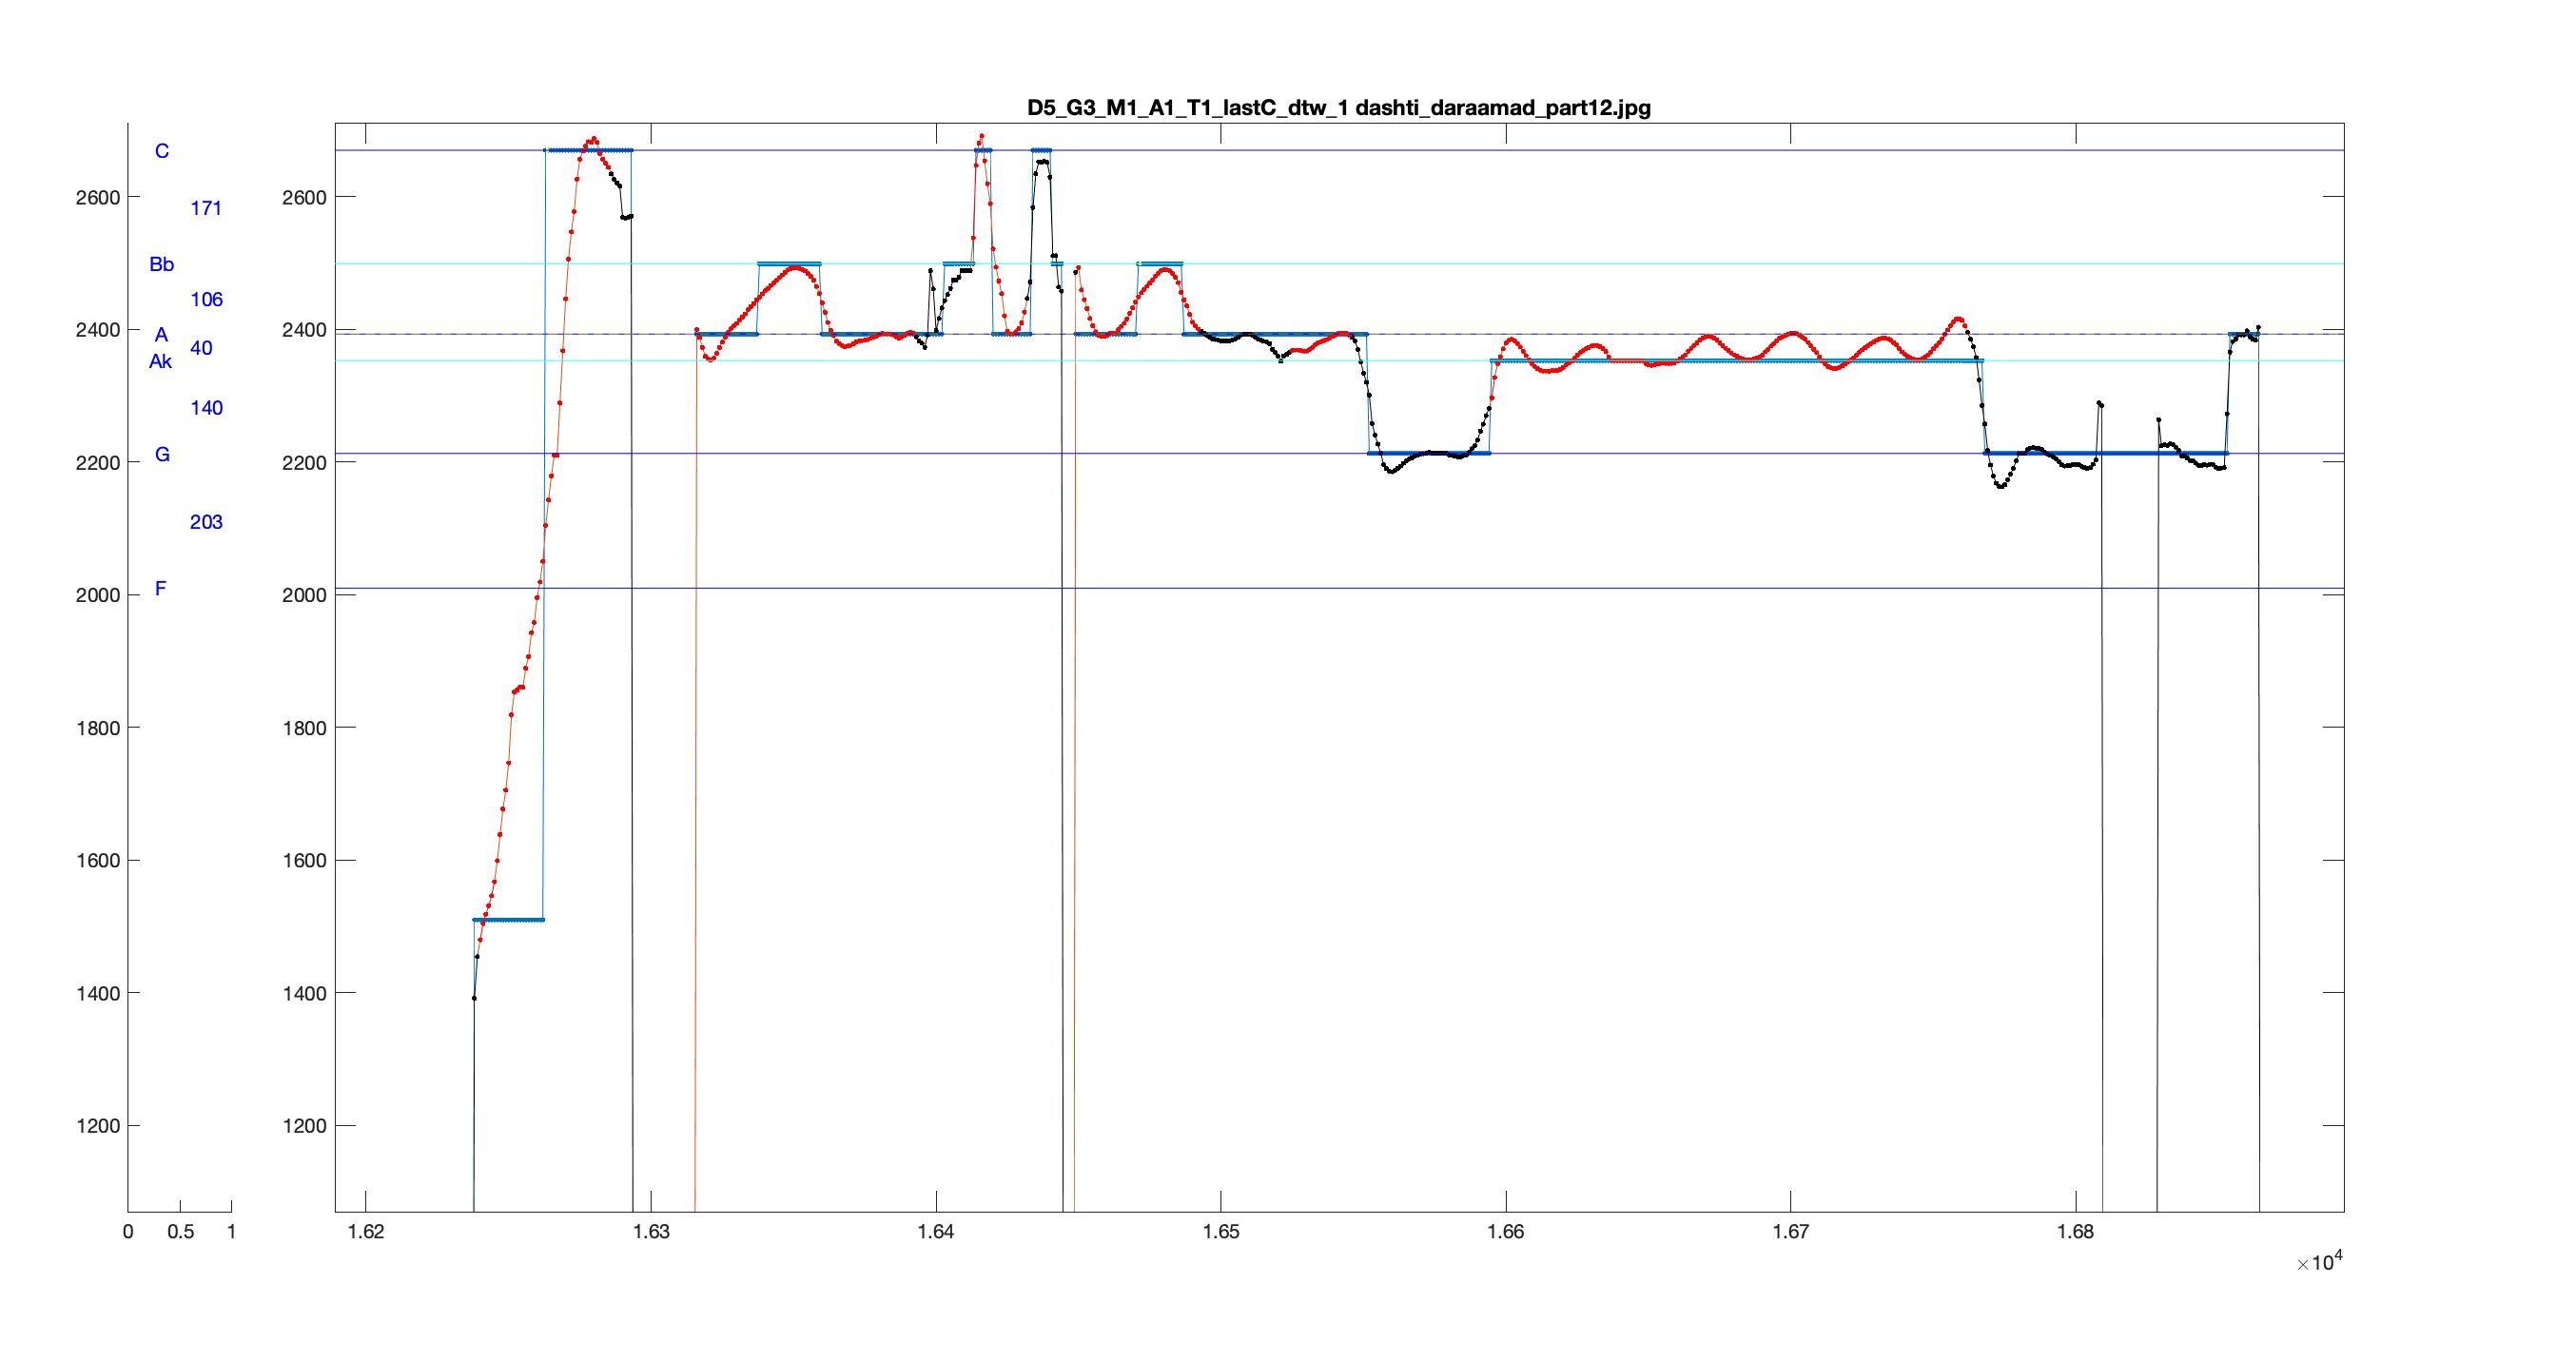 D5_G3_M1_A1_T1_lastC_dtw_1 dashti_daraamad_part12.jpg
C
2600 171 2600
Bb
106
2400 A 2400
40
Ak
140
G
2200 2200
203
F
2000 2000
1800 1800
1600 1600
1400 1400
1200 1200
0 0.5 1 1.62 1.63 1.64 1.65 1.66 1.67 1.68
×10^4